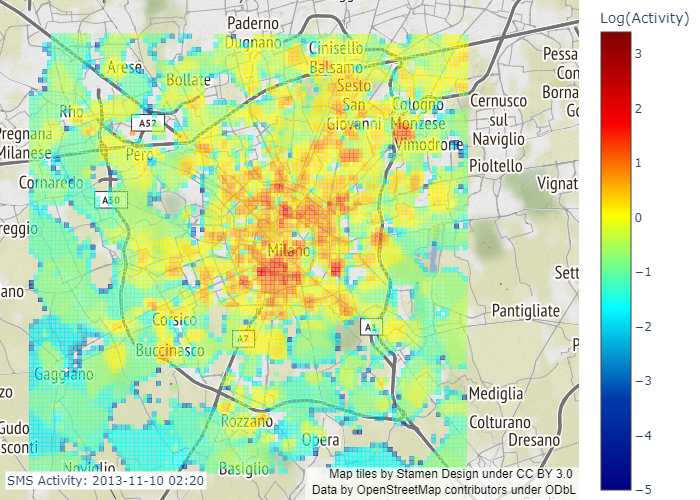 Log(Activity)
3
2
1
0
−1
−2
−3
−4
−5
Paderno
Dugnano
Cinisello
Balsamo
Sesto
San
Giovanni
Arese
Bollate
Rho
A52
Pregnana
Milanese
Pero
Cornaredo
A50
reggio
Cologno
Monzese
Vimodrone
Cernusco
sul
Naviglio
Pioltello
Pessa
Con
Borna
Go
Vignat
Milano
ano
Sett
Pantigliate
P
Corsico
A7
A1
Buccinasco
Gaggiano
zo
Gudo
sconti
Rozzano
Opera
Mediglia
Colturano
Dresano
Noviglio
Basiglio
SMS Activity: 2013-11-10 02:20
Map tiles by Stamen Design under CC BY 3.0
Data by OpenStreetMap contributors under ODbL